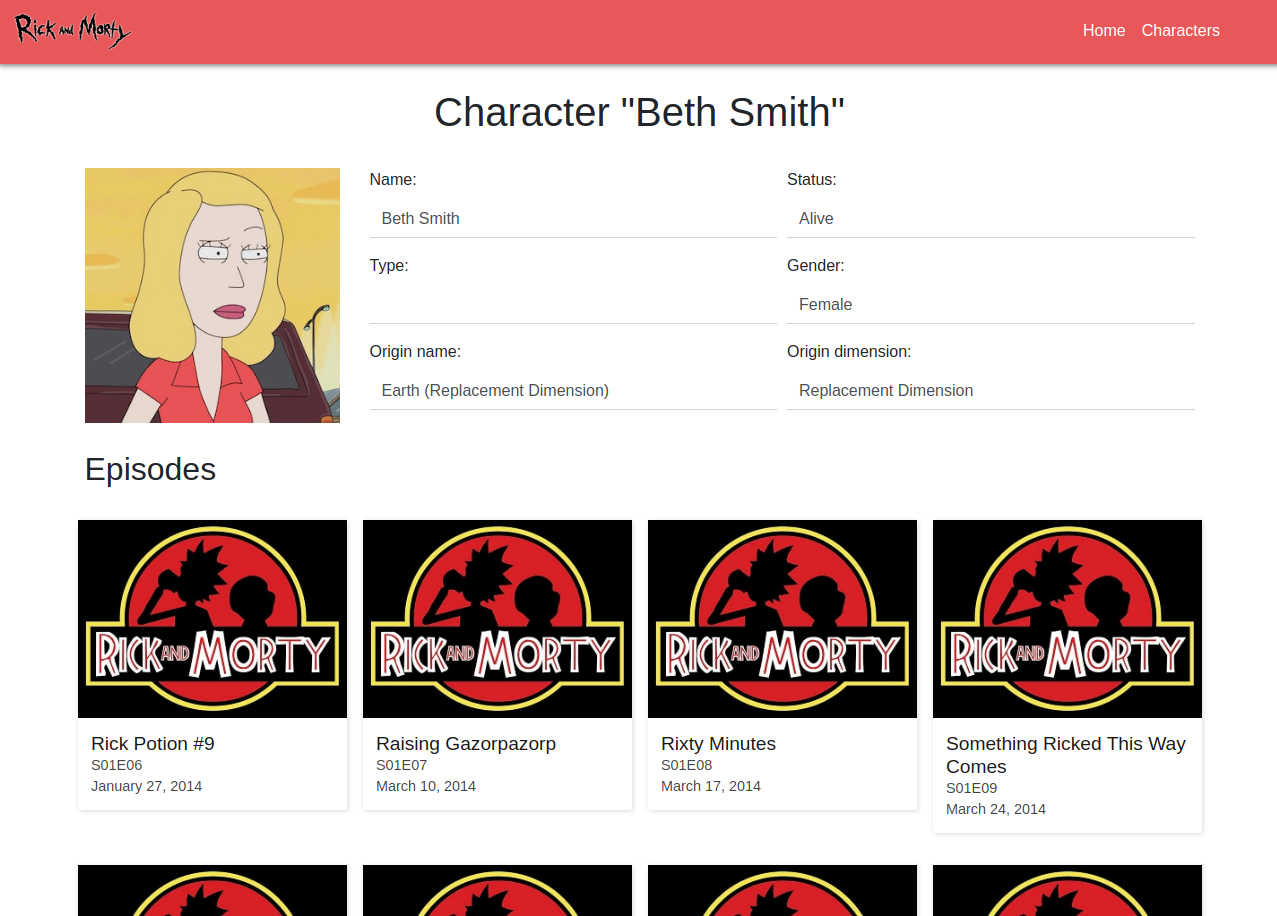 Rick and Morty
Home Characters
Character "Beth Smith"
Name:
Beth Smith
Status:
Alive
Type:
Gender:
Female
Origin name:
Earth (Replacement Dimension)
Origin dimension:
Replacement Dimension
Episodes
RICK AND MORTY
Rick Potion #9
S01E06
January 27, 2014
RICK AND MORTY
Raising Gazorpazorp
S01E07
March 10, 2014
RICK AND MORTY
Rixty Minutes
S01E08
March 17, 2014
RICK AND MORTY
Something Ricked This Way
Comes
S01E09
March 24, 2014